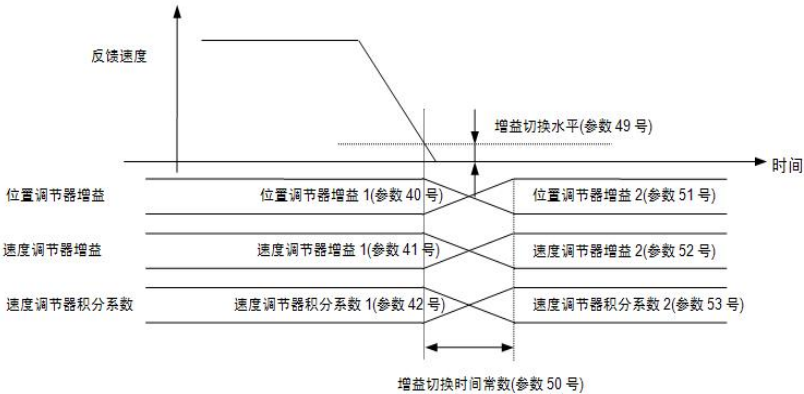 反馈速度
增益切换水平(参数 49 号)
时间
位置调节器增益 位置调节器增益 1(参数 40 号) 位置调节器增益 2(参数 51 号)
速度调节器增益 速度调节器增益 1(参数 41 号) 速度调节器增益 2(参数 52 号)
速度调节器积分系数 速度调节器积分系数 1(参数 42 号) 速度调节器积分系数 2(参数 53 号)
增益切换时间常数(参数 50 号)